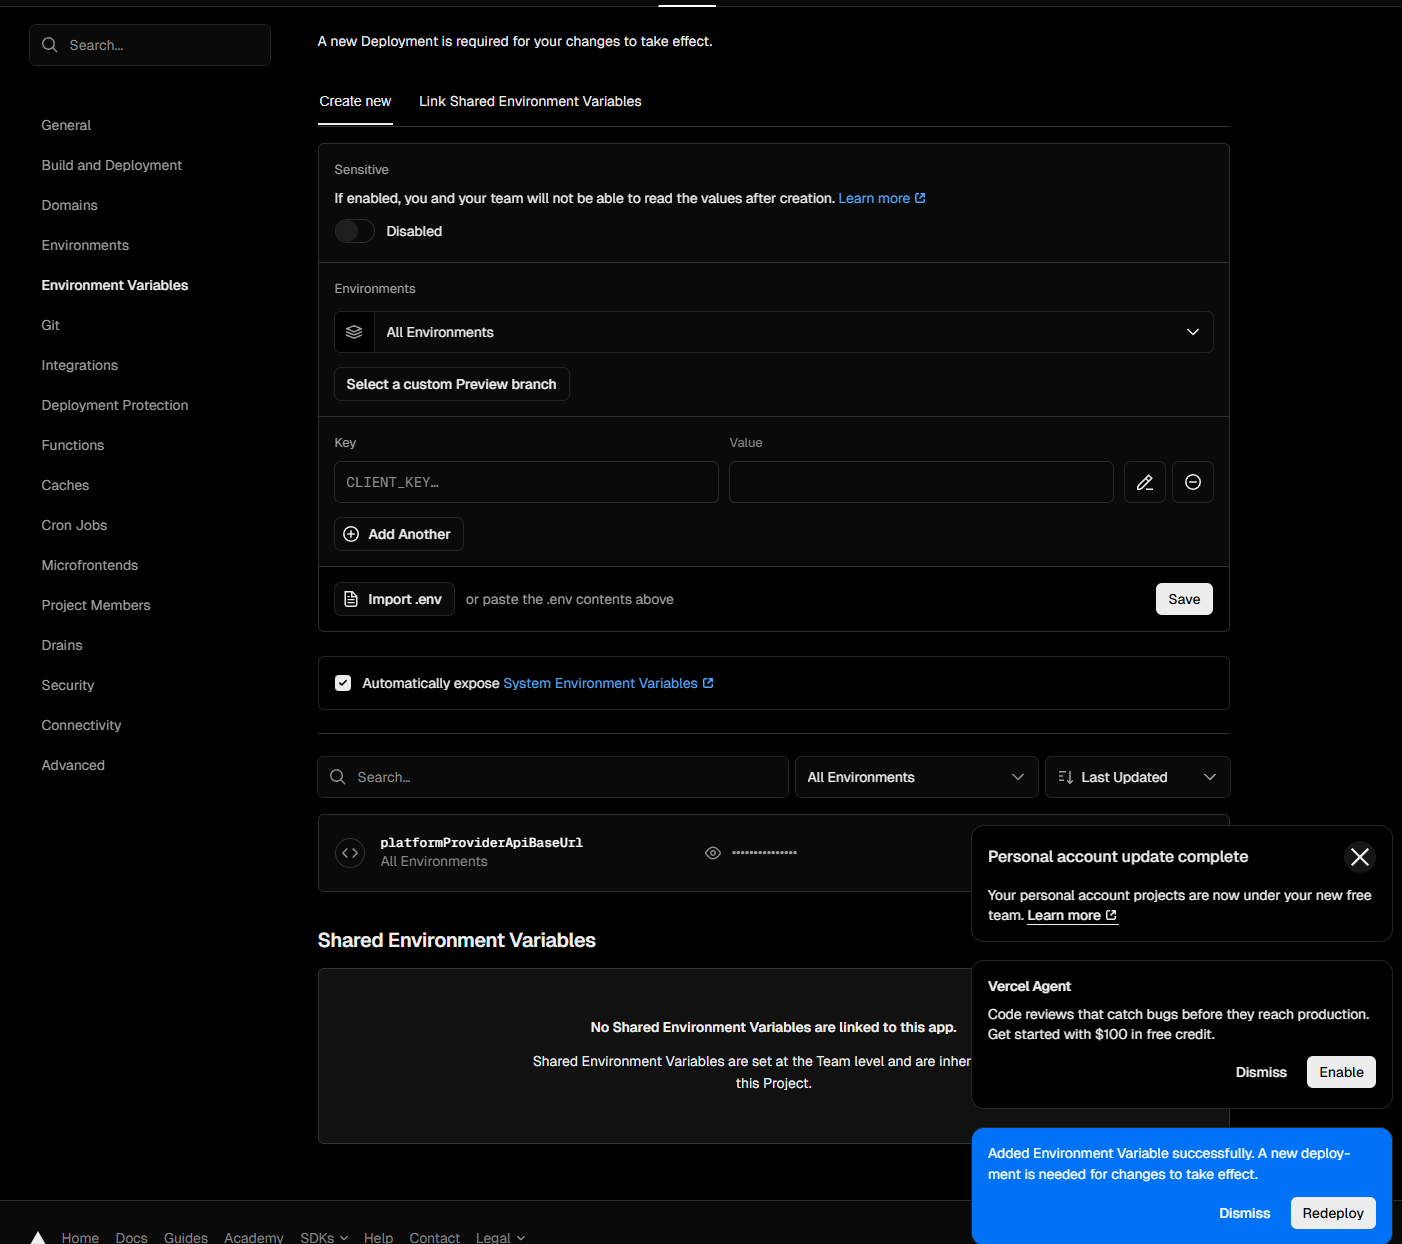 Search...
A new Deployment is required for your changes to take effect.
Create new
Link Shared Environment Variables
General
Build and Deployment
Domains
Environments
Environment Variables
Git
Integrations
Deployment Protection
Functions
Caches
Cron Jobs
Microfrontends
Project Members
Drains
Security
Connectivity
Advanced
Sensitive
If enabled, you and your team will not be able to read the values after creation. Learn more
Disabled
Environments
All Environments
Select a custom Preview branch
Key
Value
CLIENT_KEY...
Add Another
Import .env
or paste the .env contents above
Save
Automatically expose System Environment Variables
Search...
All Environments
Last Updated
platformProviderApiBaseUrl
All Environments
•••••••••••••••
Shared Environment Variables
No Shared Environment Variables are linked to this app.
Shared Environment Variables are set at the Team level and are inher
this Project.
Personal account update complete
Your personal account projects are now under your new free
team. Learn more
Vercel Agent
Code reviews that catch bugs before they reach production.
Get started with $100 in free credit.
Dismiss
Enable
Added Environment Variable successfully. A new deploy-
ment is needed for changes to take effect.
Dismiss
Redeploy
Home
Docs
Guides
Academy
SDKs
Help
Contact
Legal